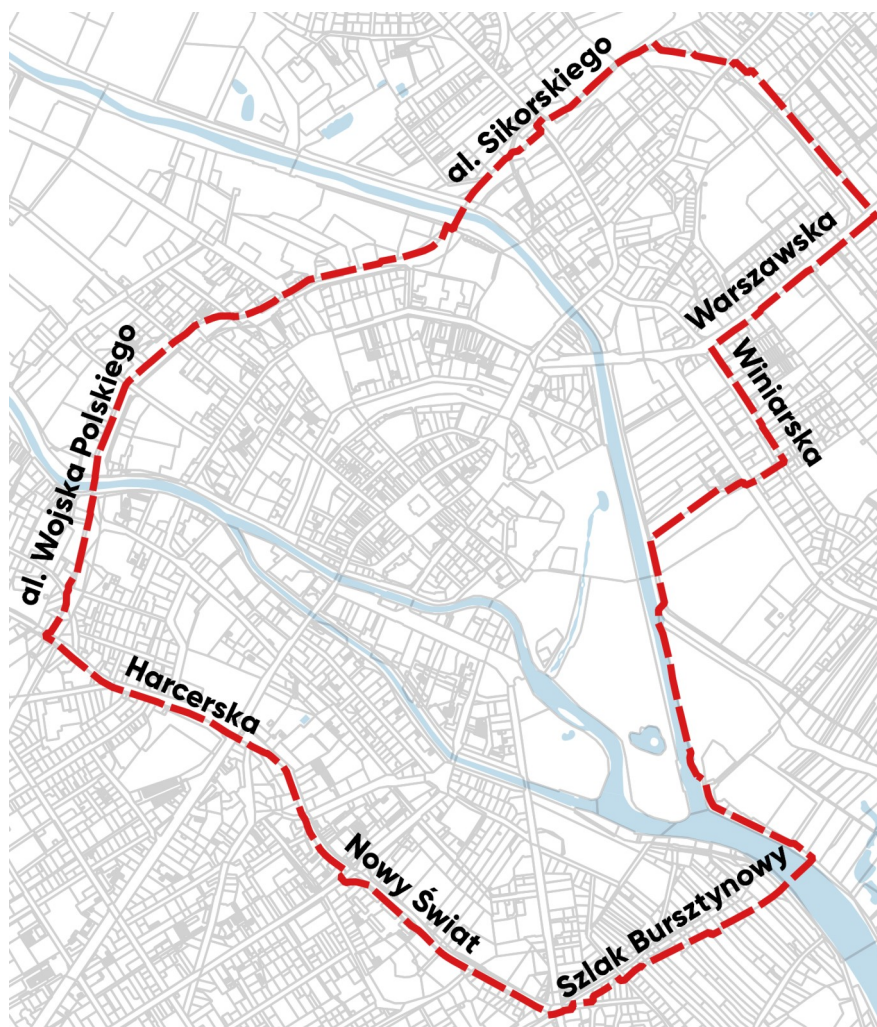 al. Sikorskiego
Warszawska
Winiarska
al. Wojska Polskiego
Harcerska
Nowy Świat
Szlak Bursztynowy